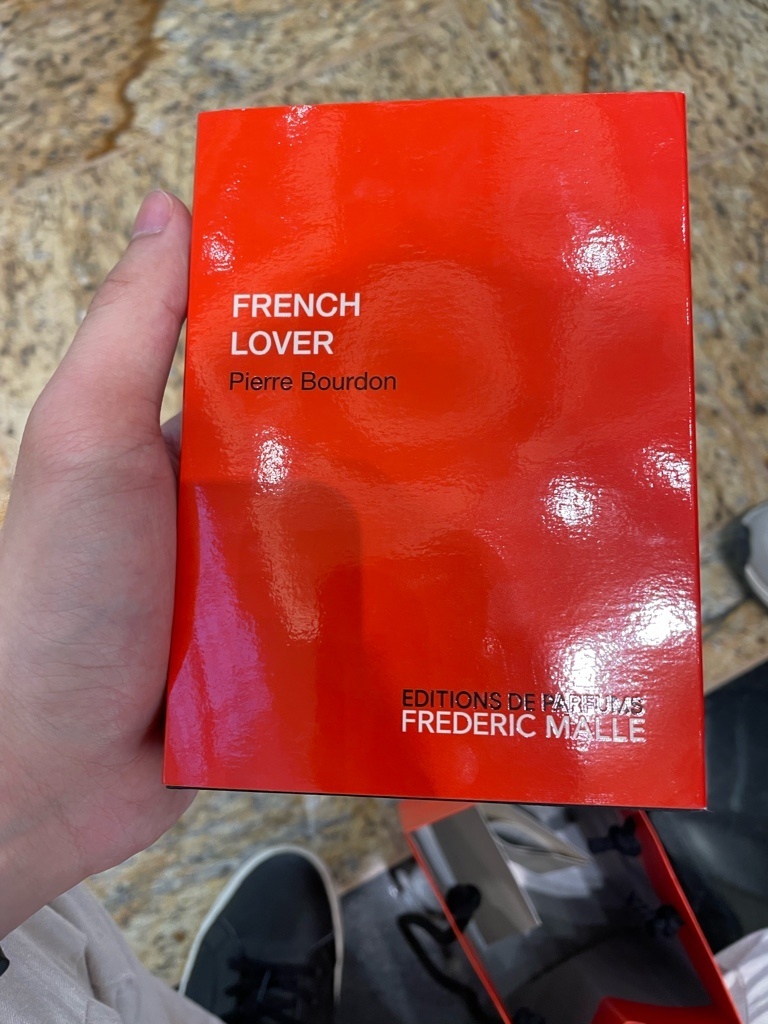 FRENCH
LOVER
Pierre Bourdon
EDITIONS DE PARFUMS
FREDERIC MALLE